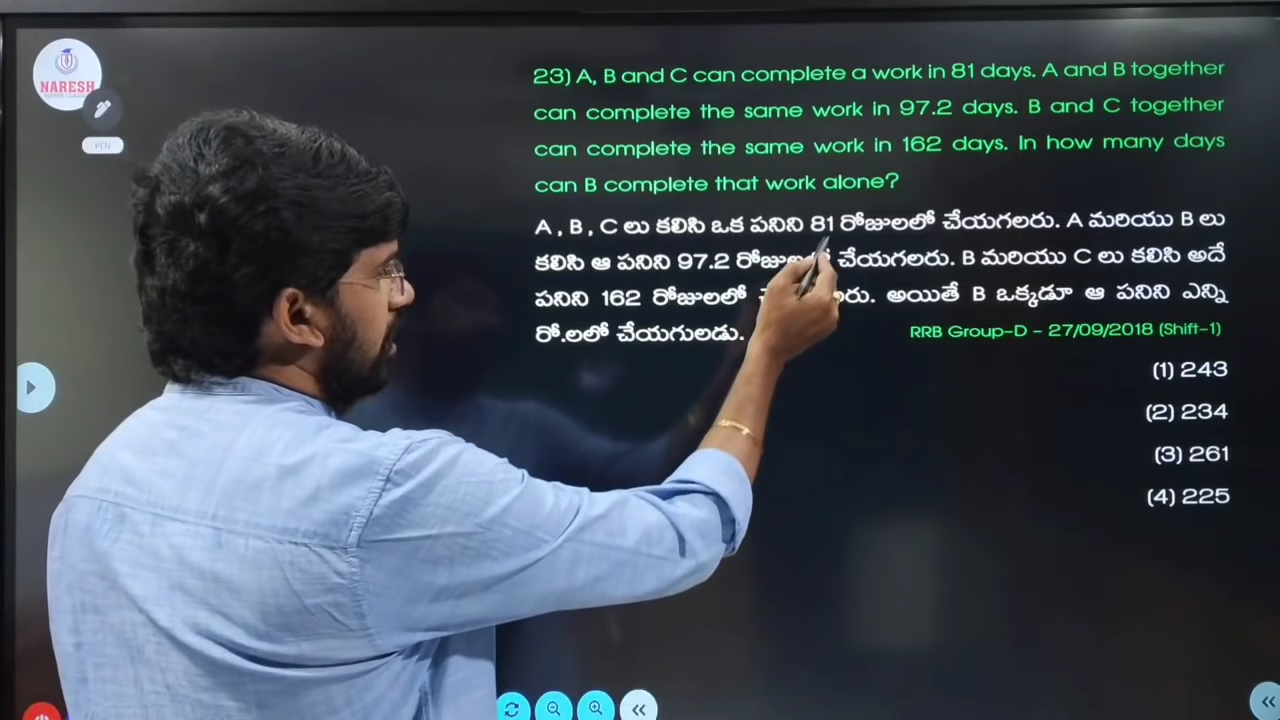 NARESH
PEN
23) A, B and C can complete a work in 81 days. A and B together
can complete the same work in 97.2 days. B and C together
can complete the same work in 162 days. In how many days
can B complete that work alone?
A , B , C లు కలిసి ఒక పనిని 81 రోజులలో చేయగలరు. A మరియు B లు
కలిసి ఆ పనిని 97.2 చేయగలరు. B మరియు C లు కలిసి అదే
పనిని 162 రోజులలో అయితే B ఒక్కడూ ఆ పనిని ఎన్ని
రో.లలో చేయగులడు.
RRB Group-D - 27/09/2018 (Shift-1)
(1) 243
(2) 234
(3) 261
(4) 225